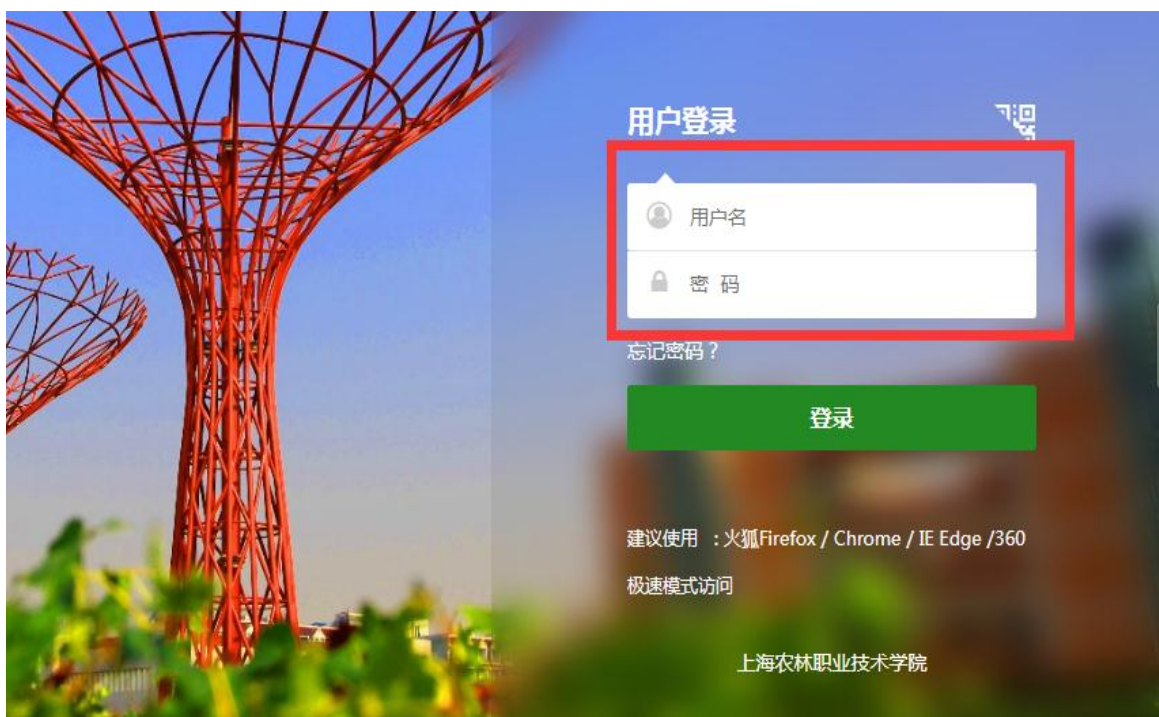 用户登录
用户名
密 码
忘记密码？
登录
建议使用 ：火狐Firefox / Chrome / IE Edge /360
极速模式访问
上海农林职业技术学院